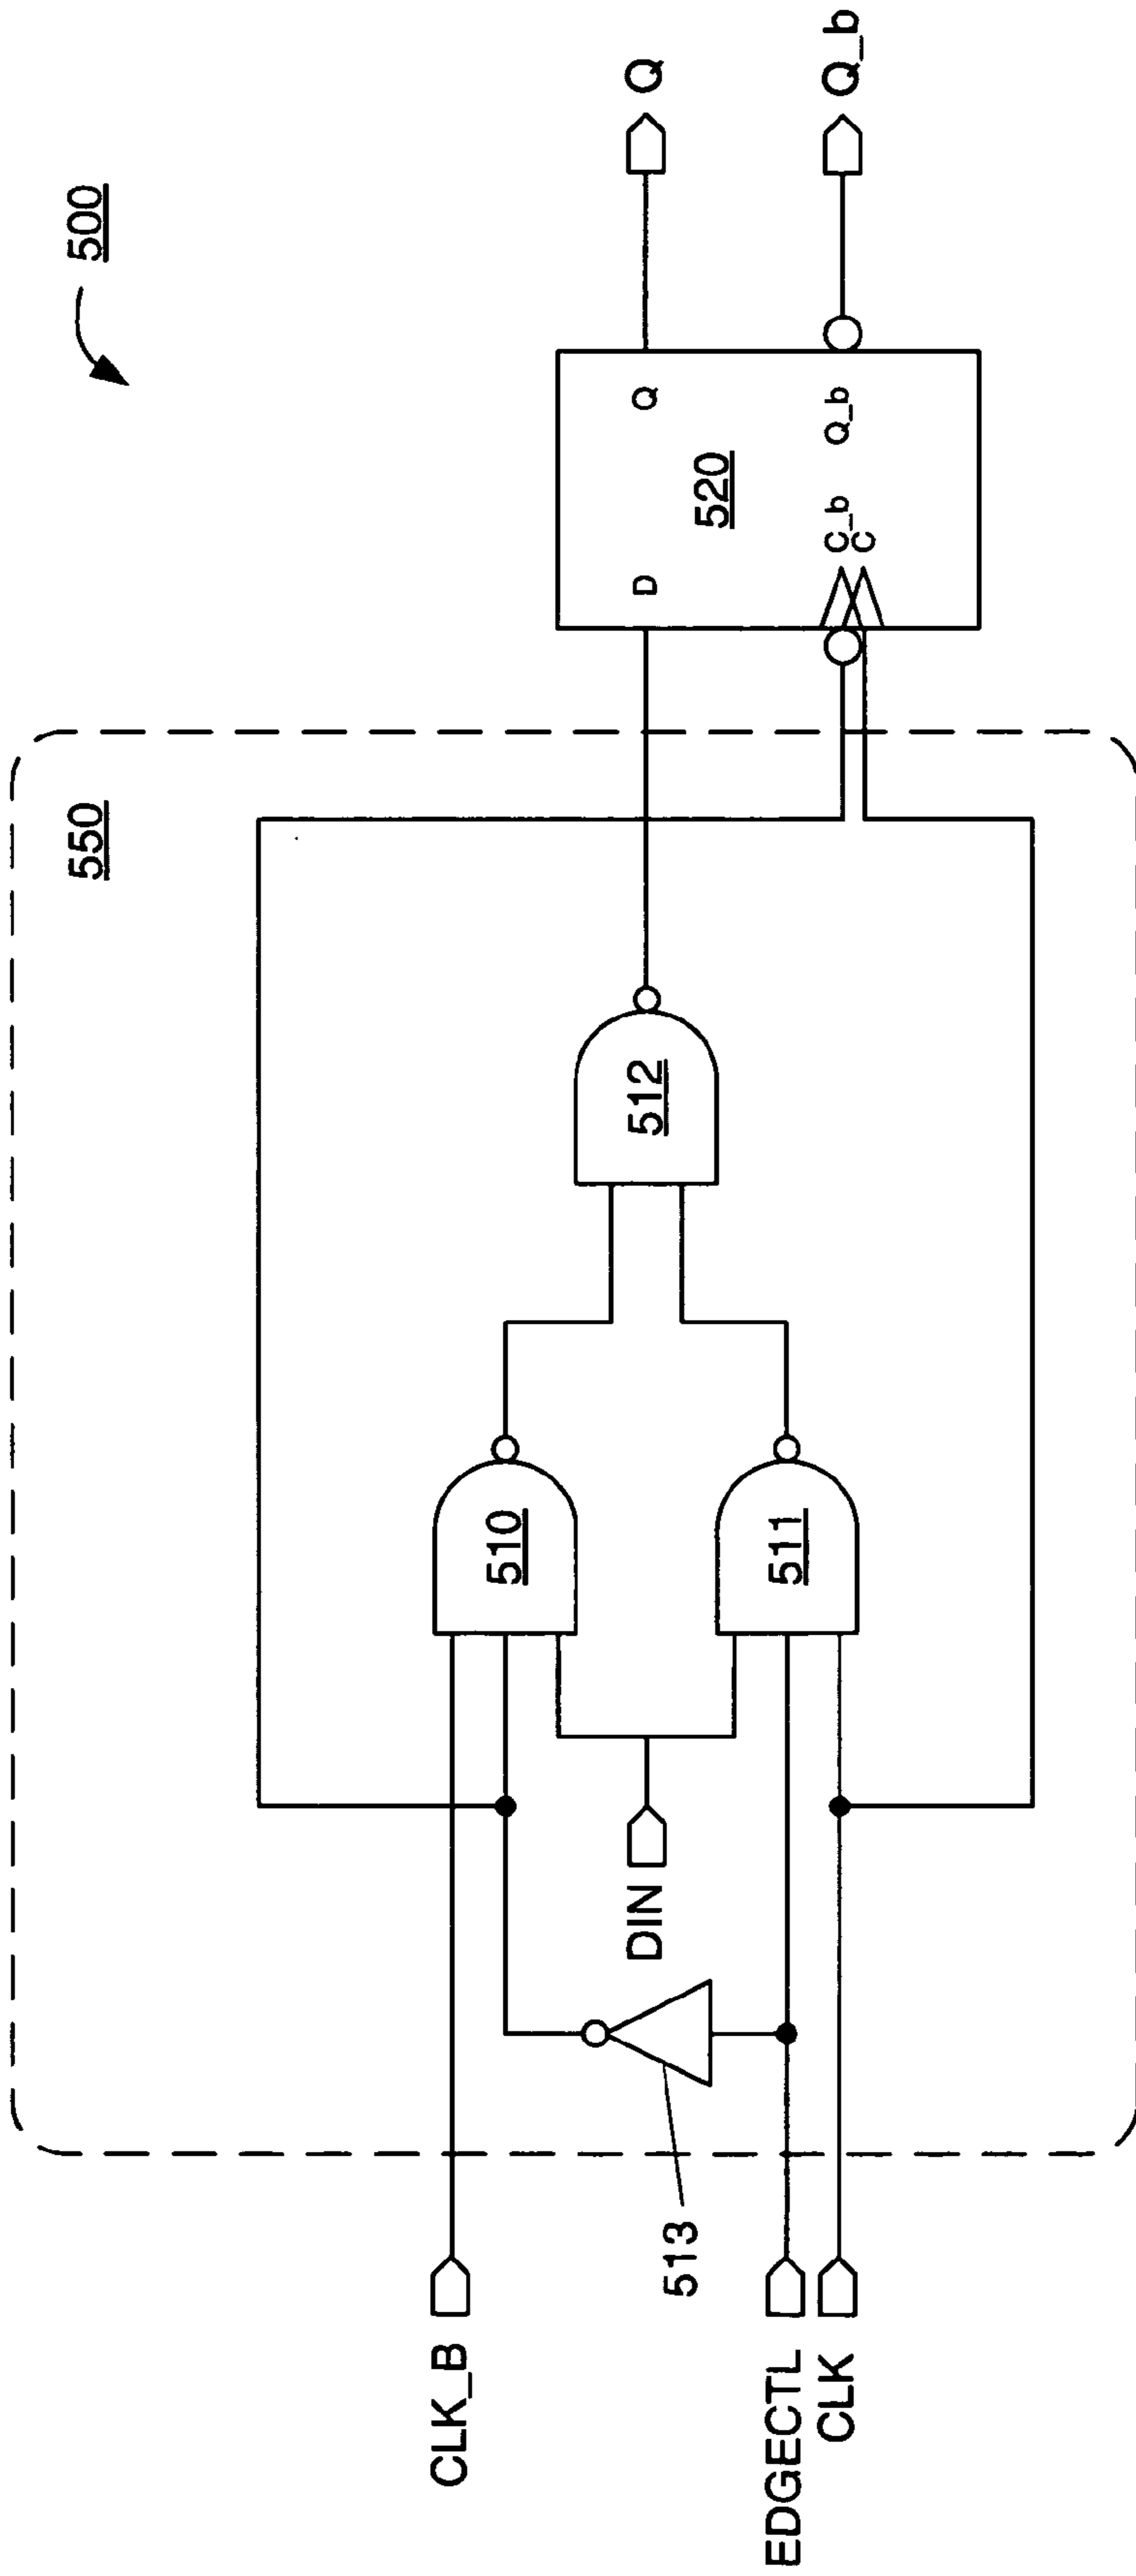 500
550
CLK_B
EDGECTL
CLK
513
DIN
510
511
512
520
D
Q
C_b
C
Q_b
Q
Q_b